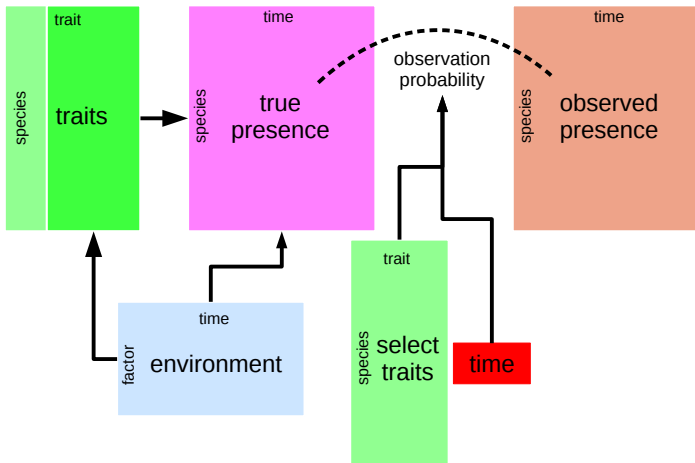 trait
species
traits
time
species
true
presence
observation
probability
time
species
observed
presence
time
factor
environment
trait
species
select
traits
time